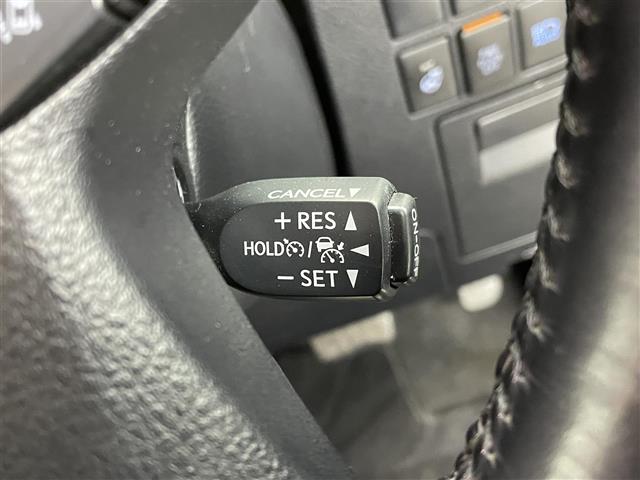 CANCEL▼
+ RES ▲
HOLD / ◀
− SET ▼
ON-OFF